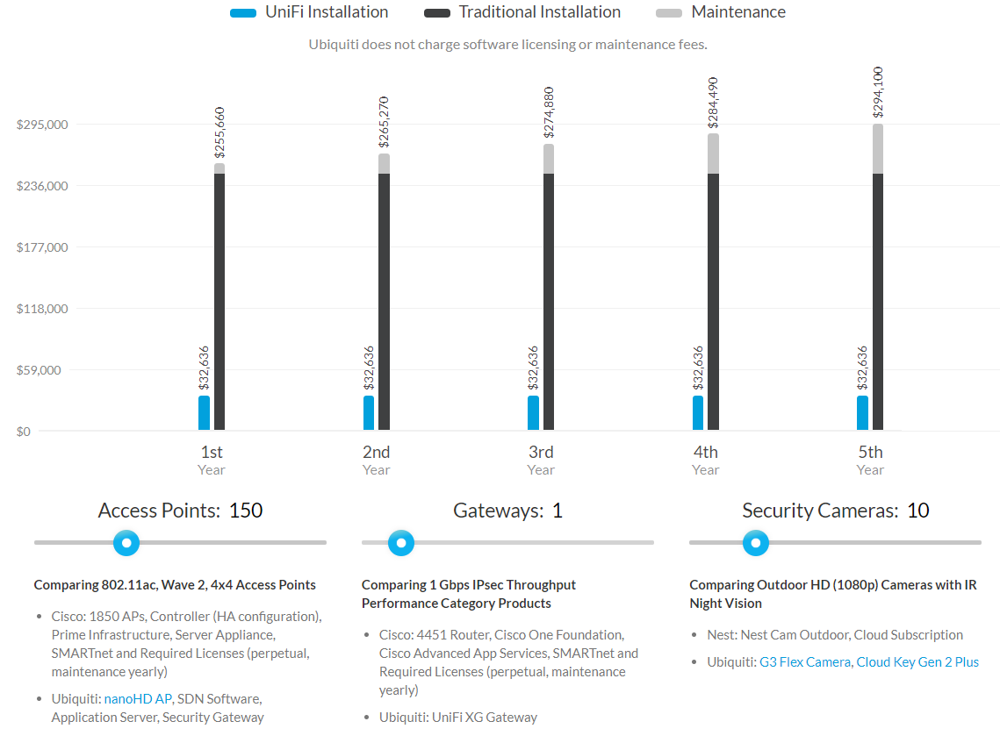 UniFi Installation
Traditional Installation
Maintenance
Ubiquiti does not charge software licensing or maintenance fees.
$295,000
$236,000
$177,000
$118,000
$59,000
$0
$32,636
$255,660
$32,636
$265,270
$32,636
$274,880
$32,636
$284,490
$32,636
$294,100
1st
Year
2nd
Year
3rd
Year
4th
Year
5th
Year
Access Points: 150
Comparing 802.11ac, Wave 2, 4x4 Access Points
• Cisco: 1850 APs, Controller (HA configuration),
Prime Infrastructure, Server Appliance,
SMARTnet and Required Licenses (perpetual,
maintenance yearly)
• Ubiquiti: nanoHD AP, SDN Software,
Application Server, Security Gateway
Gateways: 1
Comparing 1 Gbps IPsec Throughput
Performance Category Products
• Cisco: 4451 Router, Cisco One Foundation,
Cisco Advanced App Services, SMARTnet and
Required Licenses (perpetual, maintenance
yearly)
• Ubiquiti: UniFi XG Gateway
Security Cameras: 10
Comparing Outdoor HD (1080p) Cameras with IR
Night Vision
• Nest: Nest Cam Outdoor, Cloud Subscription
• Ubiquiti: G3 Flex Camera, Cloud Key Gen 2 Plus